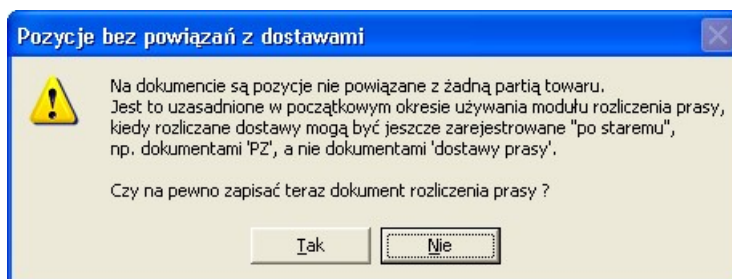 Pozycje bez powiązań z dostawami
Na dokumencie są pozycje nie powiązane z żadną partią towaru.
Jest to uzasadnione w początkowym okresie używania modułu rozliczenia prasy,
kiedy rozliczane dostawy mogą być jeszcze zarejestrowane "po staremu",
np. dokumentami 'PZ', a nie dokumentami 'dostawy prasy'.
Czy na pewno zapisać teraz dokument rozliczenia prasy ?
Tak
Nie